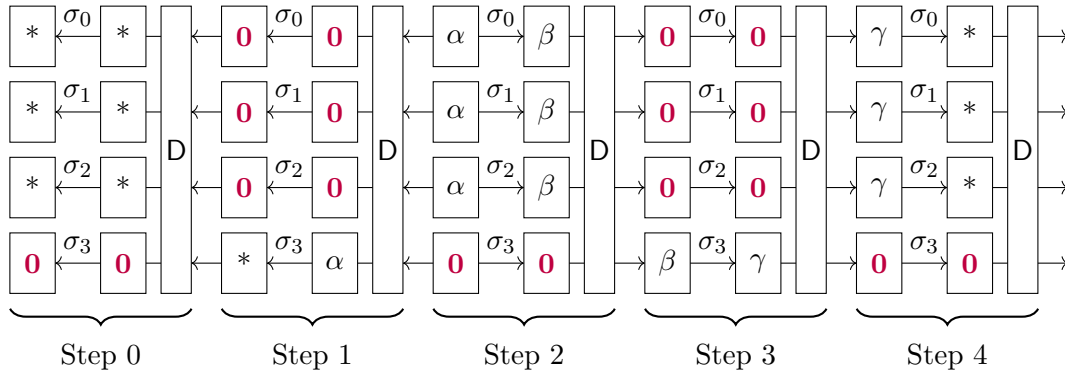 σ₀ σ₀ σ₀ σ₀ σ₀
* * 0 0 α β 0 0 γ *
σ₁ σ₁ σ₁ σ₁ σ₁
* * 0 0 α β 0 0 γ *
D D D D D
σ₂ σ₂ σ₂ σ₂ σ₂
* * 0 0 α β 0 0 γ *
σ₃ σ₃ σ₃ σ₃ σ₃
0 0 * α 0 0 β γ 0 0
Step 0 Step 1 Step 2 Step 3 Step 4